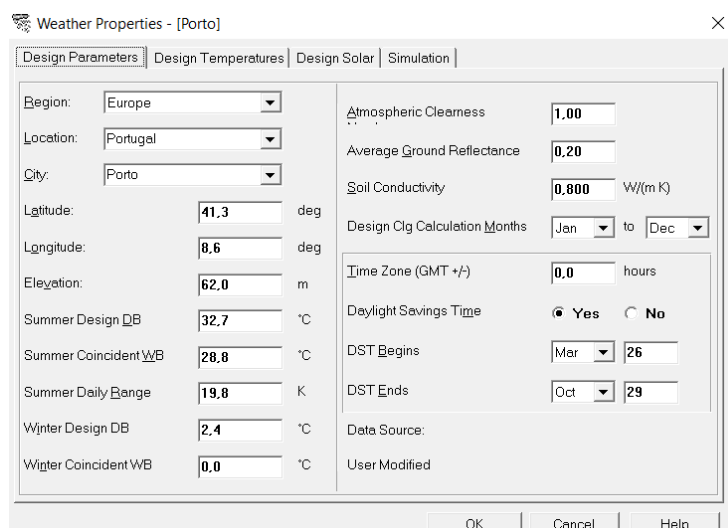 Weather Properties - [Porto]
Design Parameters Design Temperatures Design Solar Simulation
Region: Europe
Location: Portugal
City: Porto
Latitude: 41,3 deg
Longitude: 8,6 deg
Elevation: 62,0 m
Summer Design DB 32,7 °C
Summer Coincident WB 28,8 °C
Summer Daily Range 19,8 K
Winter Design DB 2,4 °C
Winter Coincident WB 0,0 °C
Atmospheric Clearness 1,00
Average Ground Reflectance 0,20
Soil Conductivity 0,800 W/(m K)
Design Clg Calculation Months Jan to Dec
Time Zone (GMT +/-) 0,0 hours
Daylight Savings Time Yes No
DST Begins Mar 26
DST Ends Oct 29
Data Source:
User Modified
OK Cancel Help